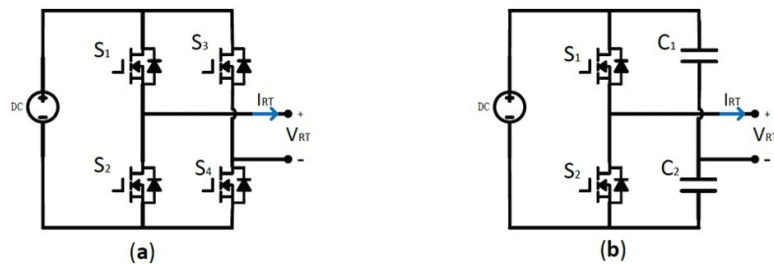 S1
S3
DC
IRT
+
VRT
-
S2
S4
(a)
S1
C1
DC
IRT
+
VRT
-
S2
C2
(b)